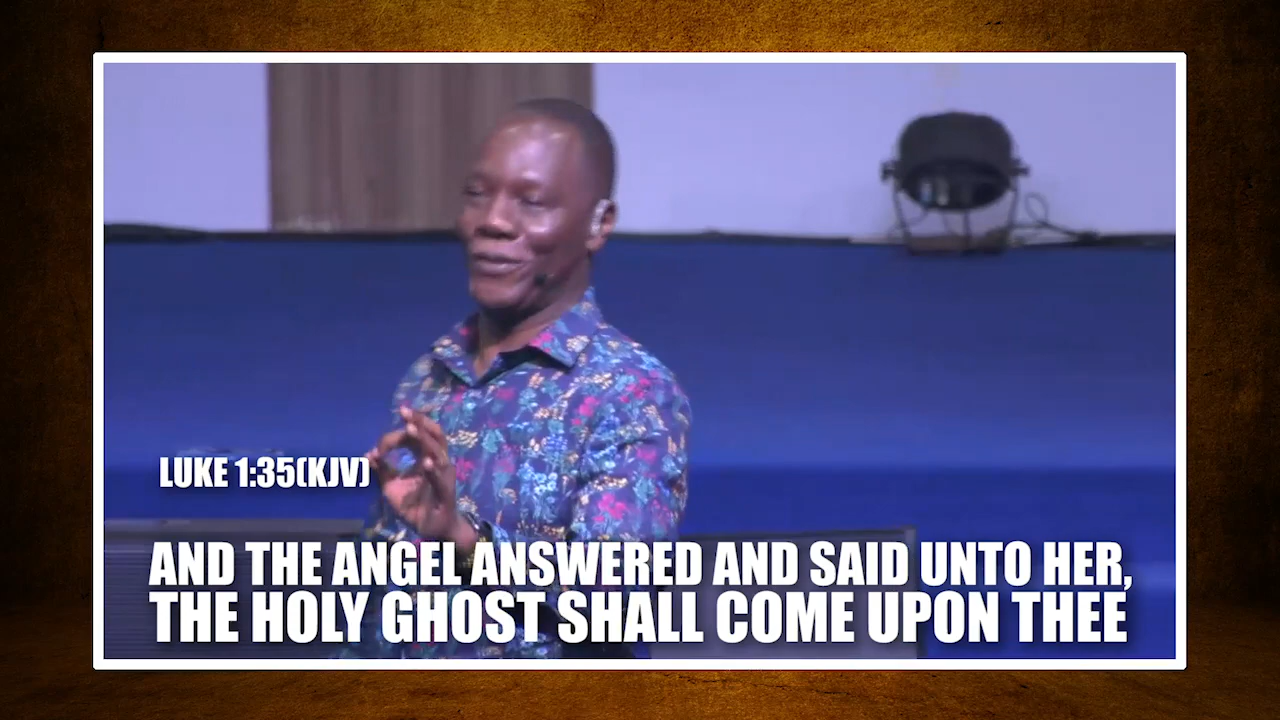 LUKE 1:35(KJV)
AND THE ANGEL ANSWERED AND SAID UNTO HER,
THE HOLY GHOST SHALL COME UPON THEE